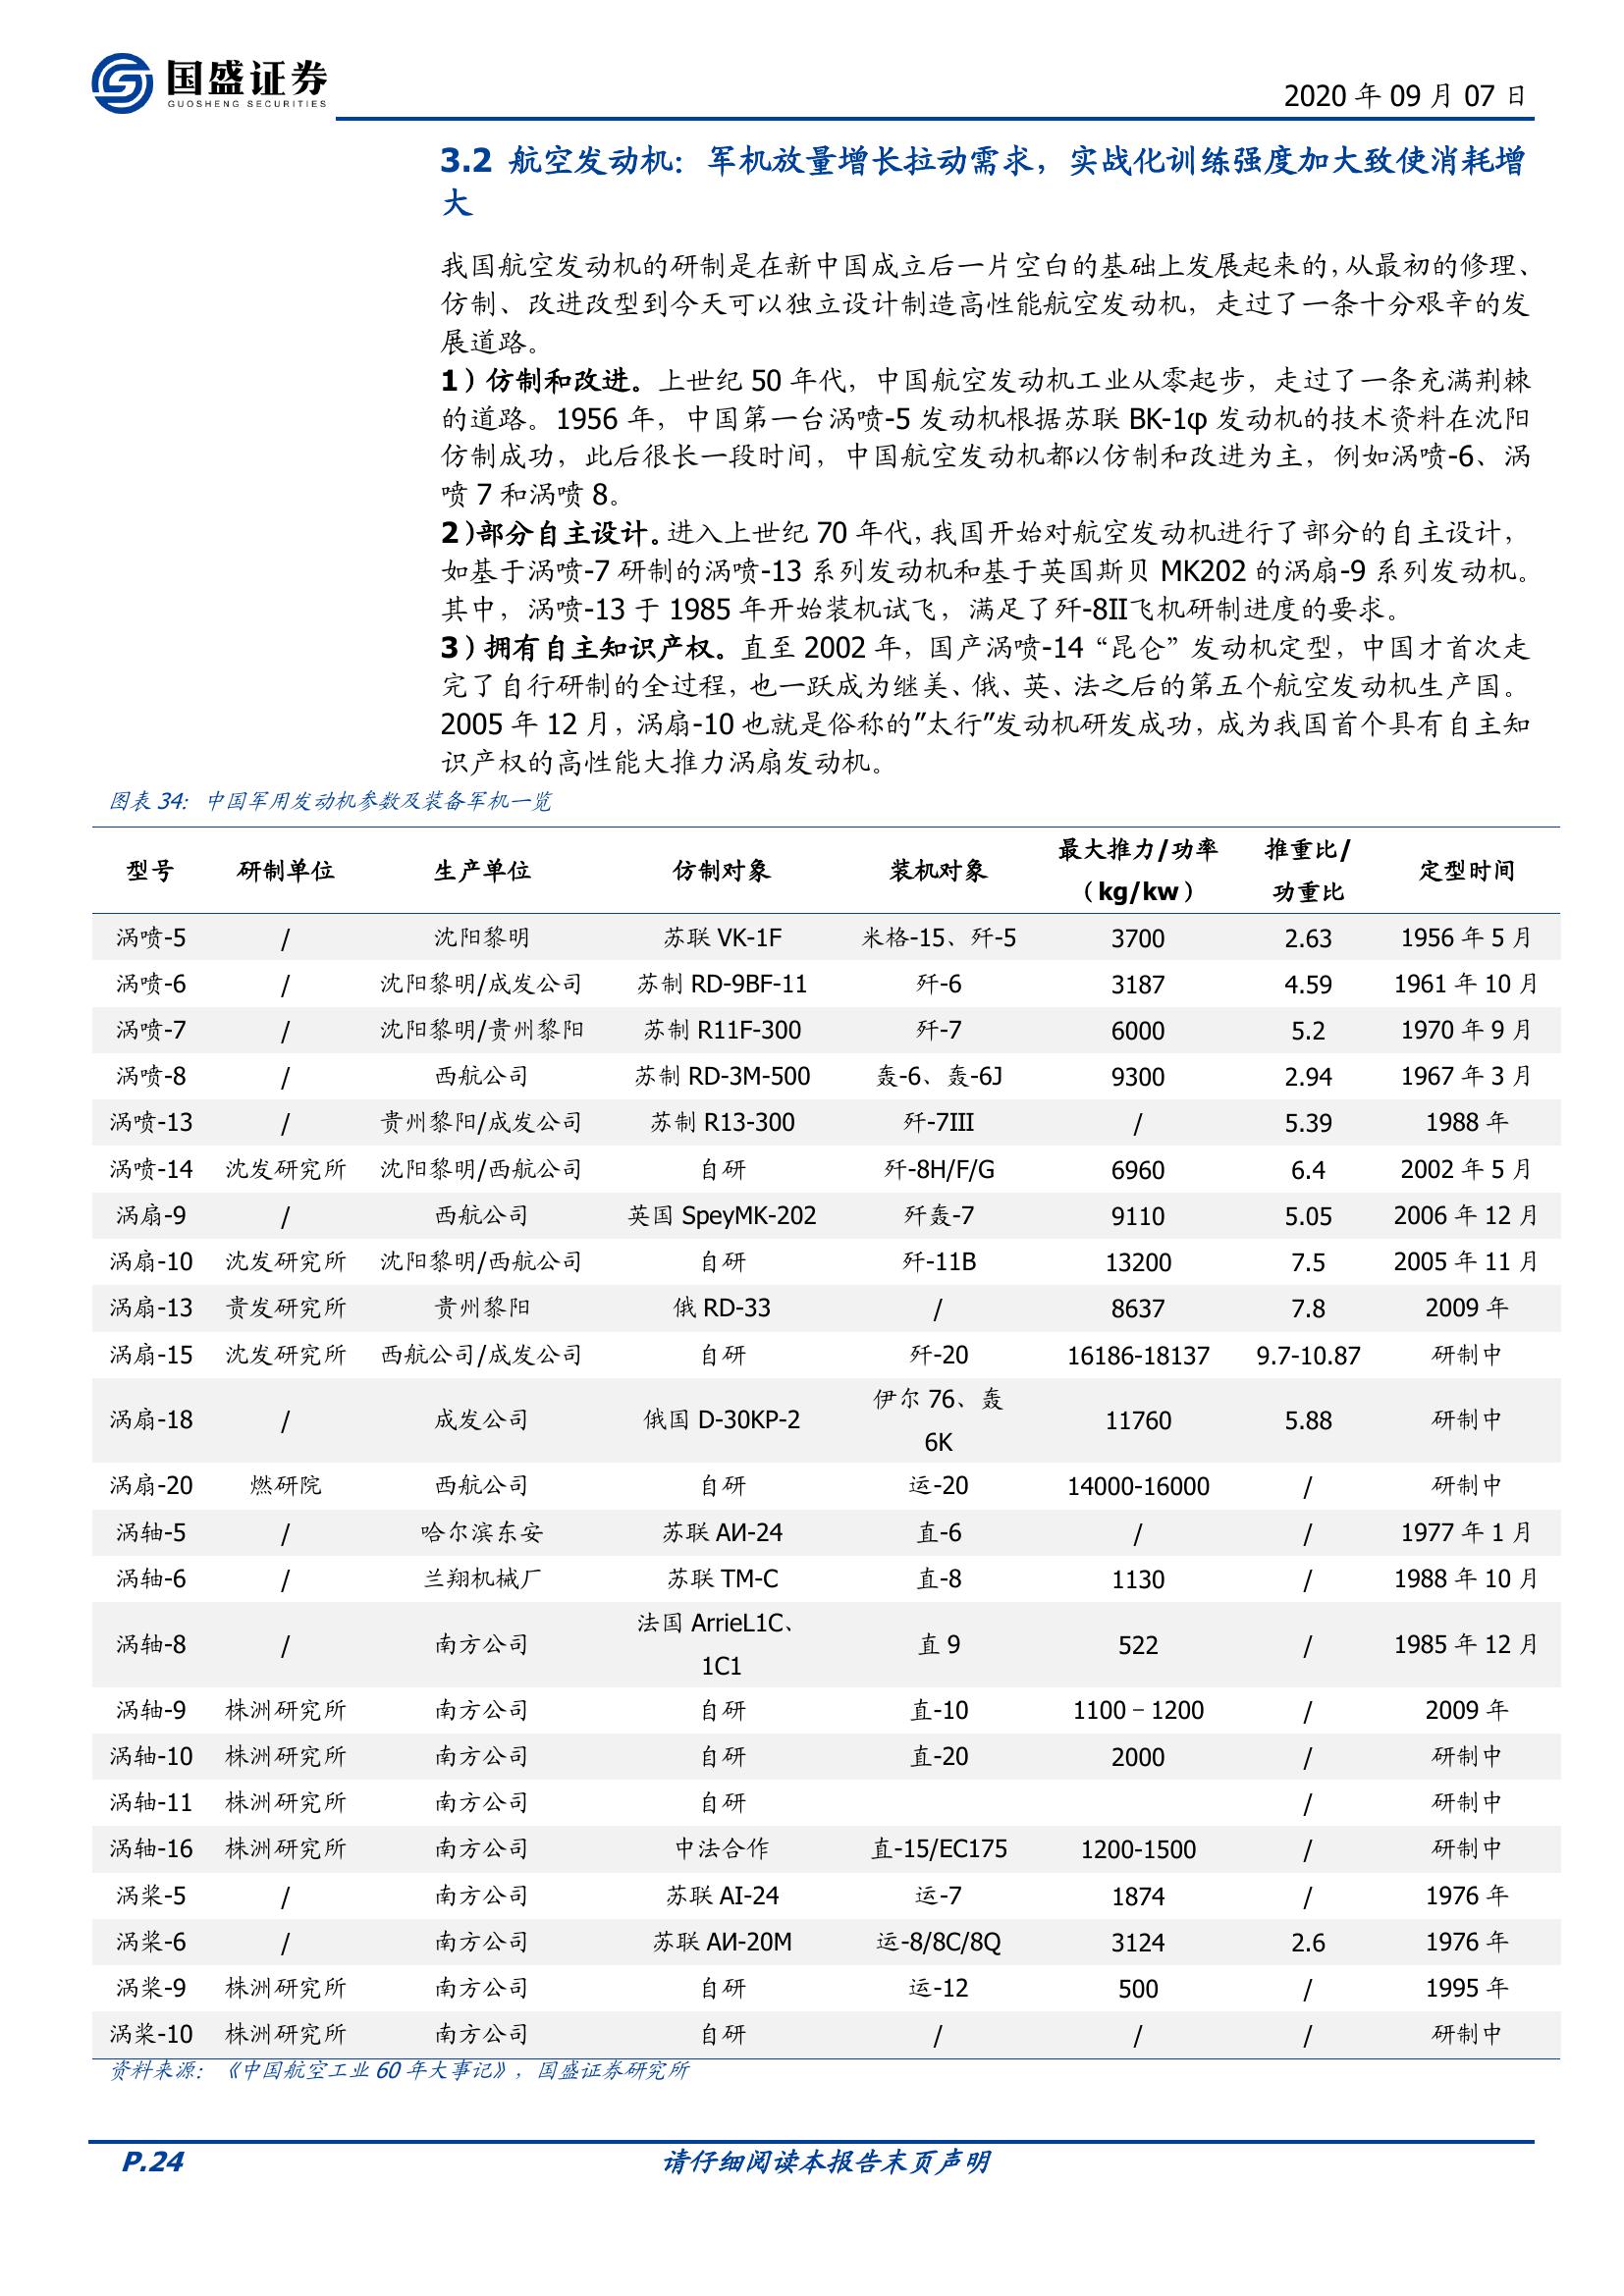 国盛证券
GUOSHENG SECURITIES
2020 年 09 月 07 日
3.2 航空发动机：军机放量增长拉动需求，实战化训练强度加大致使消耗增
大
我国航空发动机的研制是在新中国成立后一片空白的基础上发展起来的，从最初的修理、
仿制、改进改型到今天可以独立设计制造高性能航空发动机，走过了一条十分艰辛的发
展道路。
1）仿制和改进。上世纪 50 年代，中国航空发动机工业从零起步，走过了一条充满荆棘
的道路。1956 年，中国第一台涡喷-5 发动机根据苏联 BK-1φ 发动机的技术资料在沈阳
仿制成功，此后很长一段时间，中国航空发动机都以仿制和改进为主，例如涡喷-6、涡
喷 7 和涡喷 8。
2）部分自主设计。进入上世纪 70 年代，我国开始对航空发动机进行了部分的自主设计，
如基于涡喷-7 研制的涡喷-13 系列发动机和基于英国斯贝 MK202 的涡扇-9 系列发动机。
其中，涡喷-13 于 1985 年开始装机试飞，满足了歼-8II飞机研制进度的要求。
3）拥有自主知识产权。直至 2002 年，国产涡喷-14“昆仑”发动机定型，中国才首次走
完了自行研制的全过程，也一跃成为继美、俄、英、法之后的第五个航空发动机生产国。
2005 年 12 月，涡扇-10 也就是俗称的"太行"发动机研发成功，成为我国首个具有自主知
识产权的高性能大推力涡扇发动机。
图表 34：中国军用发动机参数及装备军机一览
型号 研制单位 生产单位 仿制对象 装机对象 最大推力/功率（kg/kw） 推重比/功重比 定型时间
涡喷-5 / 沈阳黎明 苏联 VK-1F 米格-15、歼-5 3700 2.63 1956 年 5 月
涡喷-6 / 沈阳黎明/成发公司 苏制 RD-9BF-11 歼-6 3187 4.59 1961 年 10 月
涡喷-7 / 沈阳黎明/贵州黎阳 苏制 R11F-300 歼-7 6000 5.2 1970 年 9 月
涡喷-8 / 西航公司 苏制 RD-3M-500 轰-6、轰-6J 9300 2.94 1967 年 3 月
涡喷-13 / 贵州黎阳/成发公司 苏制 R13-300 歼-7III / 5.39 1988 年
涡喷-14 沈发研究所 沈阳黎明/西航公司 自研 歼-8H/F/G 6960 6.4 2002 年 5 月
涡扇-9 / 西航公司 英国 SpeyMK-202 歼轰-7 9110 5.05 2006 年 12 月
涡扇-10 沈发研究所 沈阳黎明/西航公司 自研 歼-11B 13200 7.5 2005 年 11 月
涡扇-13 贵发研究所 贵州黎阳 俄 RD-33 / 8637 7.8 2009 年
涡扇-15 沈发研究所 西航公司/成发公司 自研 歼-20 16186-18137 9.7-10.87 研制中
涡扇-18 / 成发公司 俄国 D-30KP-2 伊尔 76、轰 6K 11760 5.88 研制中
涡扇-20 燃研院 西航公司 自研 运-20 14000-16000 / 研制中
涡轴-5 / 哈尔滨东安 苏联 AИ-24 直-6 / / 1977 年 1 月
涡轴-6 / 兰翔机械厂 苏联 TM-C 直-8 1130 / 1988 年 10 月
涡轴-8 / 南方公司 法国 ArrieL1C、1C1 直 9 522 / 1985 年 12 月
涡轴-9 株洲研究所 南方公司 自研 直-10 1100–1200 / 2009 年
涡轴-10 株洲研究所 南方公司 自研 直-20 2000 / 研制中
涡轴-11 株洲研究所 南方公司 自研 / 研制中
涡轴-16 株洲研究所 南方公司 中法合作 直-15/EC175 1200-1500 / 研制中
涡桨-5 / 南方公司 苏联 AI-24 运-7 1874 / 1976 年
涡桨-6 / 南方公司 苏联 AИ-20M 运-8/8C/8Q 3124 2.6 1976 年
涡桨-9 株洲研究所 南方公司 自研 运-12 500 / 1995 年
涡桨-10 株洲研究所 南方公司 自研 / / / 研制中
资料来源：《中国航空工业 60 年大事记》，国盛证券研究所
P.24 请仔细阅读本报告末页声明